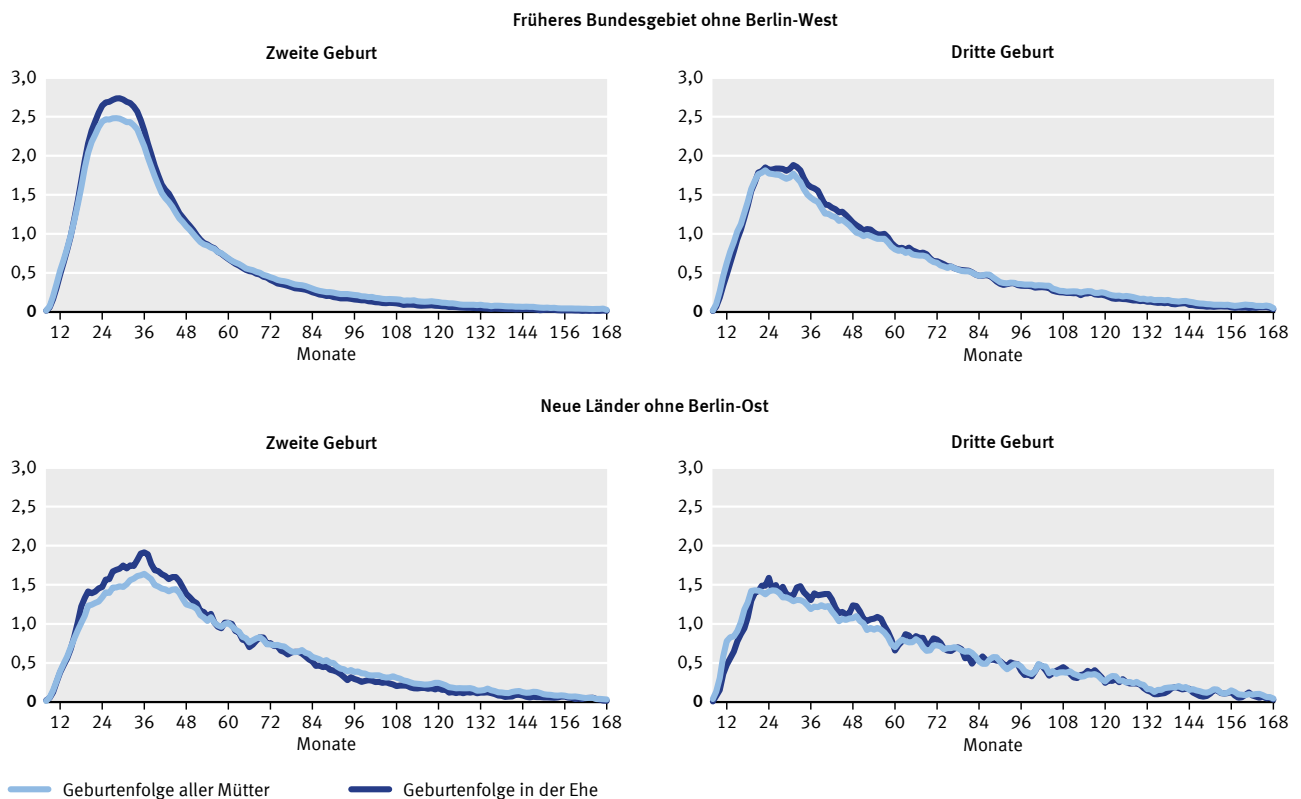 Früheres Bundesgebiet ohne Berlin-West
Zweite Geburt
3,0
2,5
2,0
1,5
1,0
0,5
0
12 24 36 48 60 72 84 96 108 120 132 144 156 168
Monate
Dritte Geburt
3,0
2,5
2,0
1,5
1,0
0,5
0
12 24 36 48 60 72 84 96 108 120 132 144 156 168
Monate
Neue Länder ohne Berlin-Ost
Zweite Geburt
3,0
2,5
2,0
1,5
1,0
0,5
0
12 24 36 48 60 72 84 96 108 120 132 144 156 168
Monate
Dritte Geburt
3,0
2,5
2,0
1,5
1,0
0,5
0
12 24 36 48 60 72 84 96 108 120 132 144 156 168
Monate
Geburtenfolge aller Mütter
Geburtenfolge in der Ehe